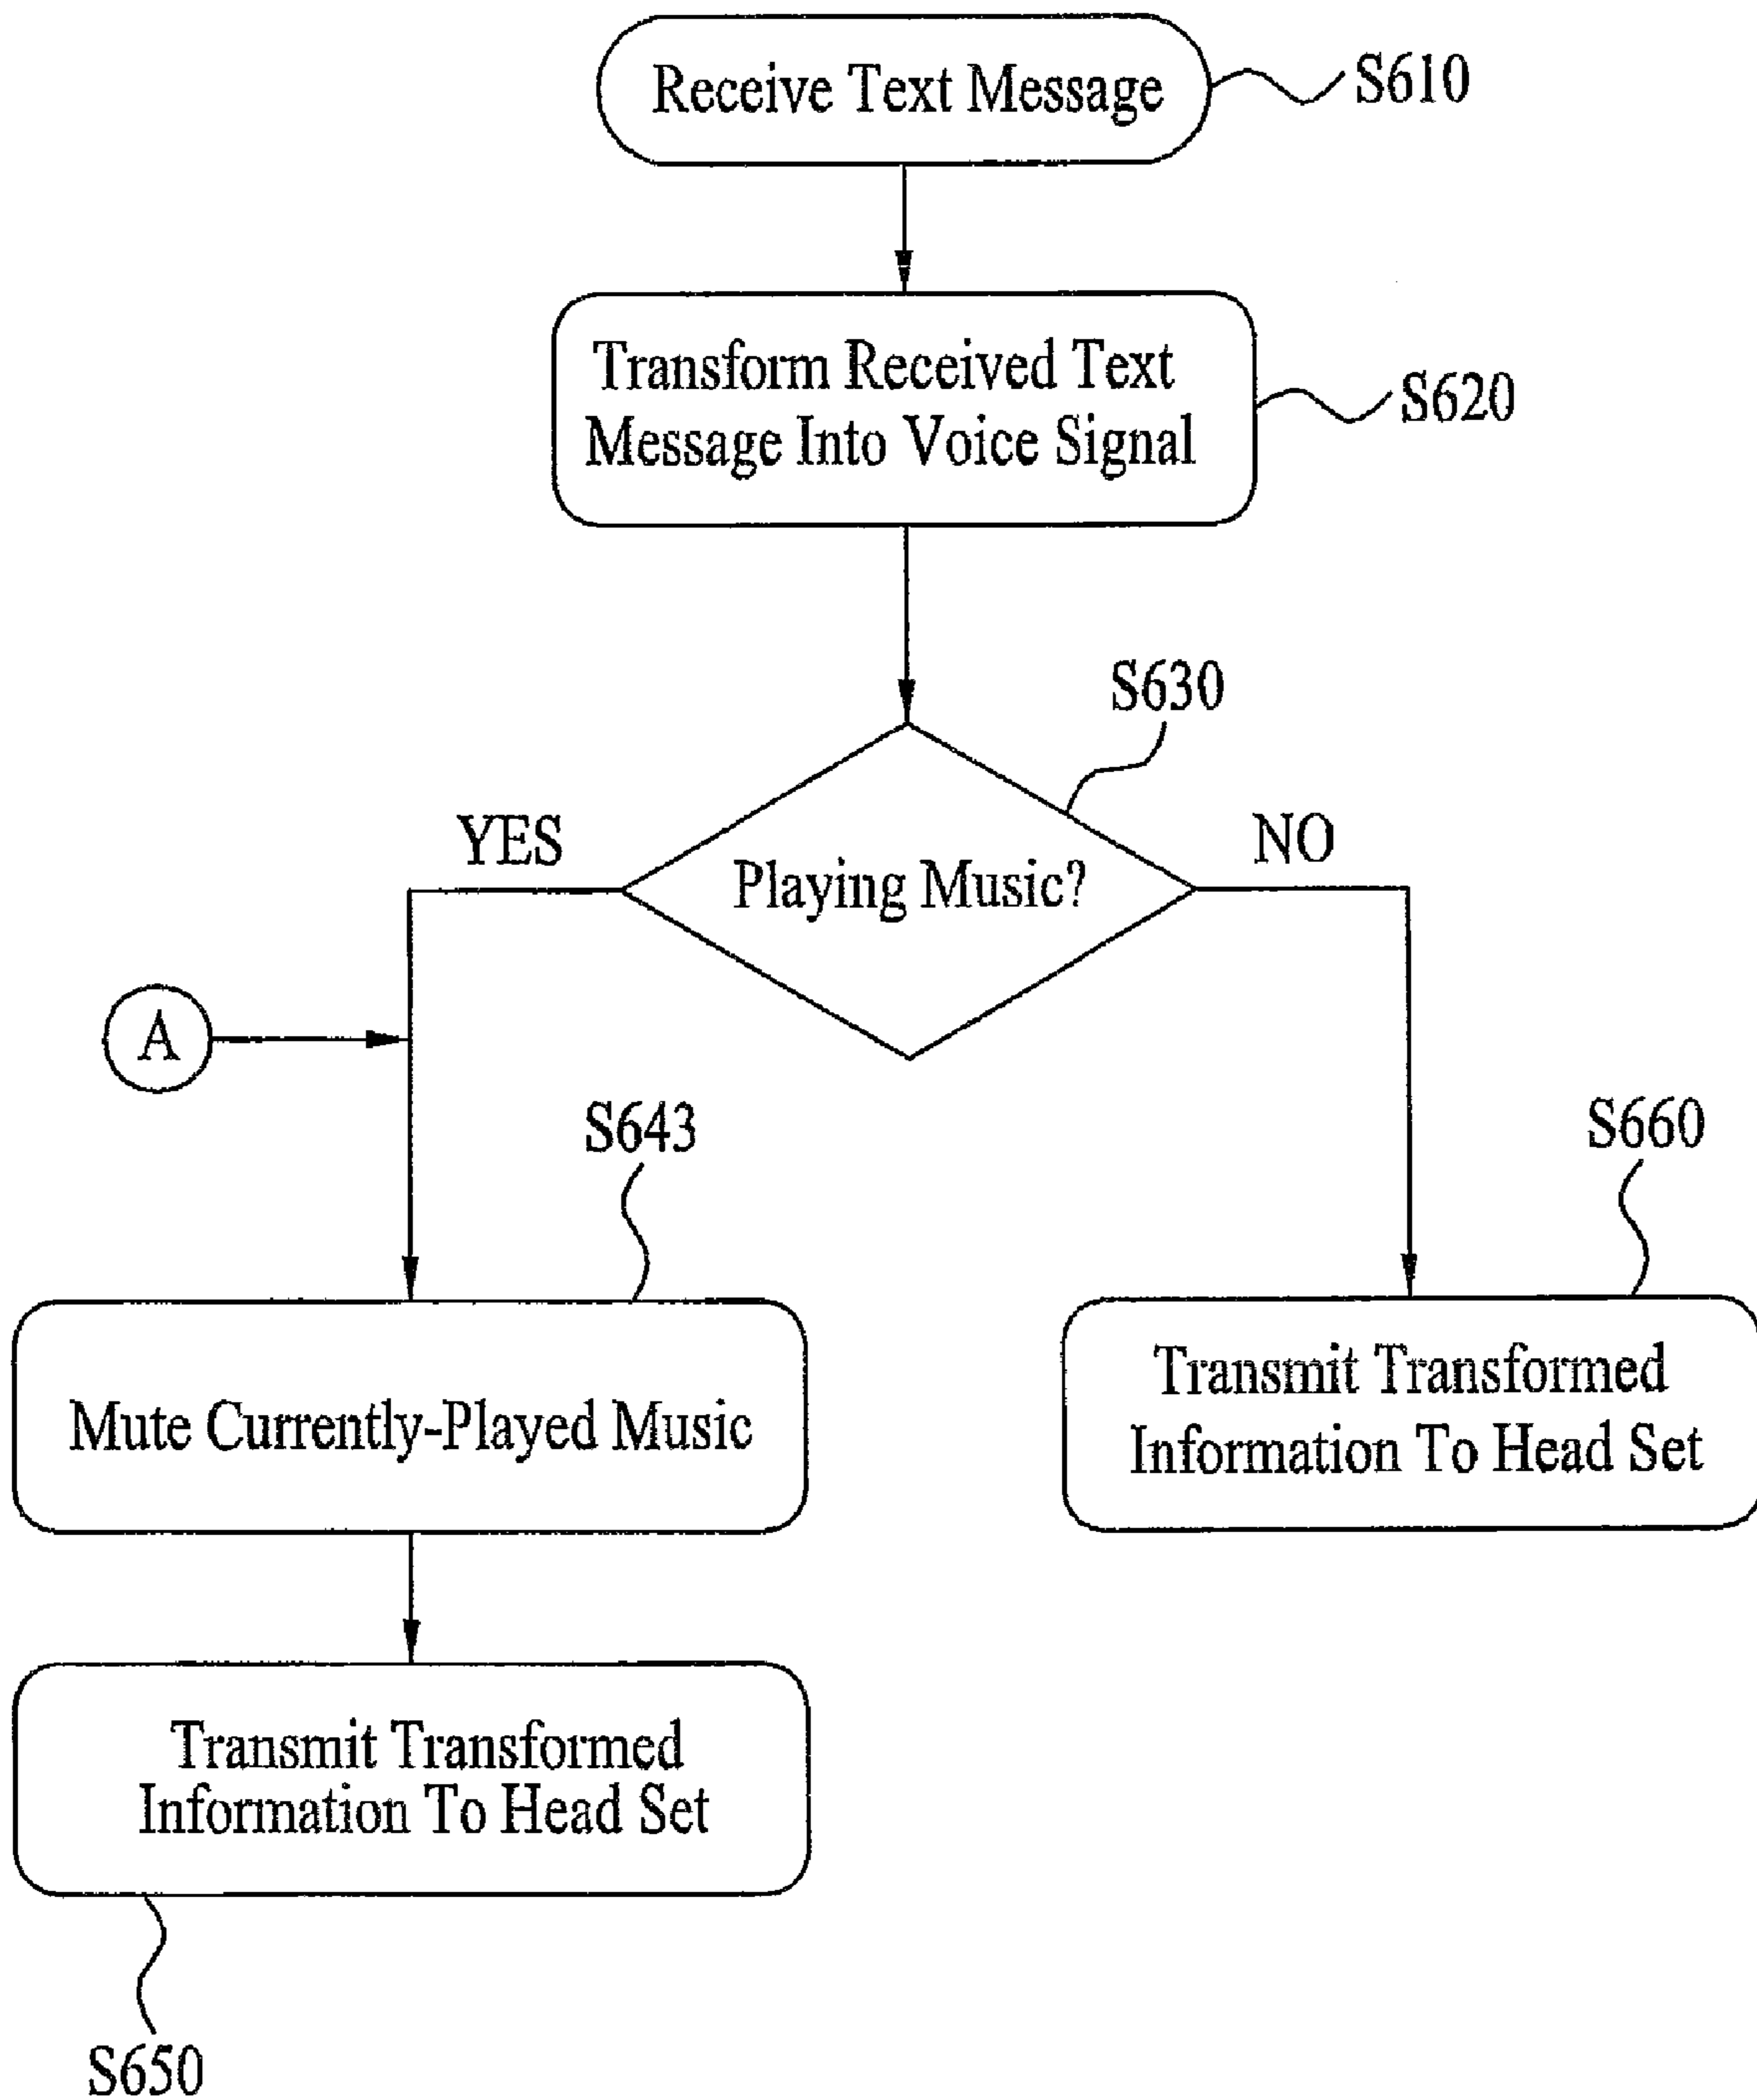 Receive Text Message
S610
Transform Received Text
Message Into Voice Signal
S620
S630
YES
Playing Music?
NO
A
S643
S660
Mute Currently-Played Music
Transmit Transformed
Information To Head Set
Transmit Transformed
Information To Head Set
S650